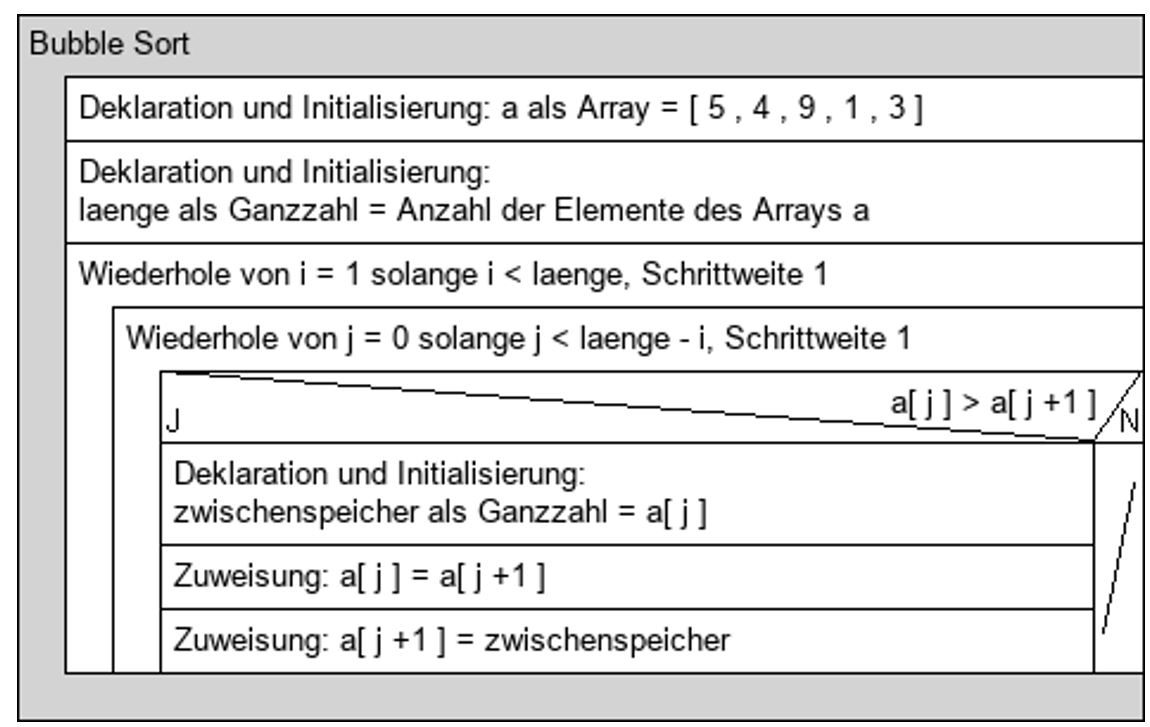 Bubble Sort
Deklaration und Initialisierung: a als Array = [ 5 , 4 , 9 , 1 , 3 ]
Deklaration und Initialisierung:
laenge als Ganzzahl = Anzahl der Elemente des Arrays a
Wiederhole von i = 1 solange i < laenge, Schrittweite 1
Wiederhole von j = 0 solange j < laenge - i, Schrittweite 1
a[ j ] > a[ j +1 ]
J
N
Deklaration und Initialisierung:
zwischenspeicher als Ganzzahl = a[ j ]
Zuweisung: a[ j ] = a[ j +1 ]
Zuweisung: a[ j +1 ] = zwischenspeicher